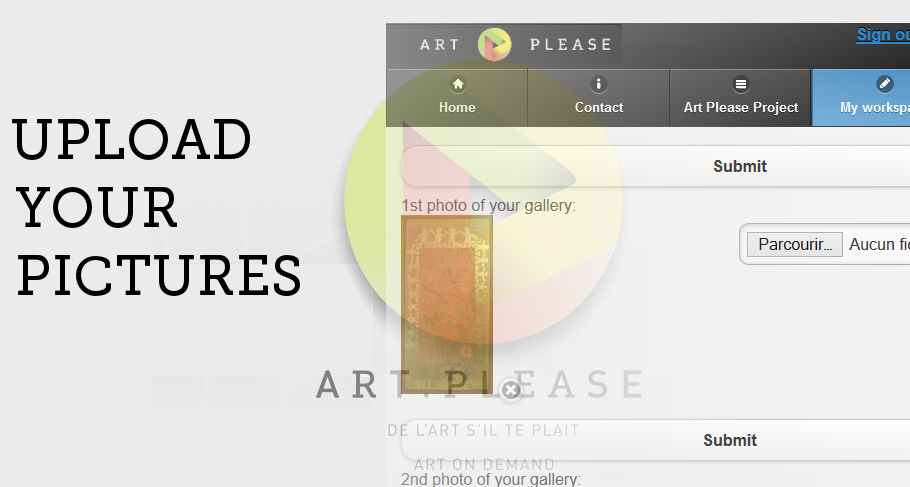 UPLOAD
YOUR
PICTURES
ART PLEASE
Sign ou
Home
Contact
Art Please Project
My workspa
Submit
1st photo of your gallery:
Parcourir...
Aucun fic
ART. PLEASE
Submit
DE L'ART S'IL TE PLAIT
ART ON DEMAND
2nd photo of your gallery: